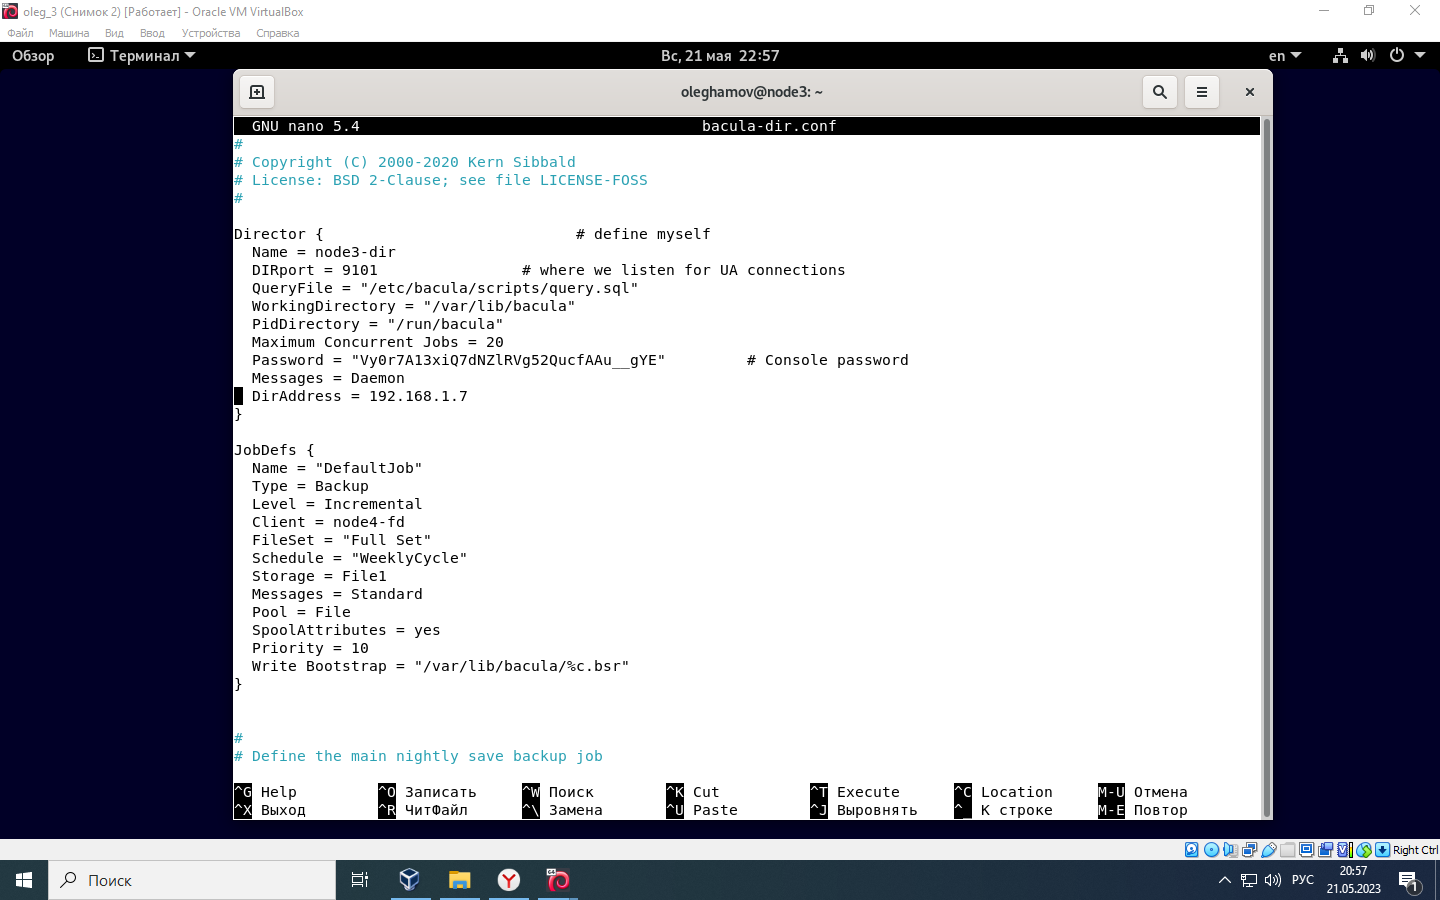 oleg_3 (Снимок 2) [Работает] - Oracle VM VirtualBox
Файл Машина Вид Ввод Устройства Справка
Обзор Терминал Вс, 21 мая 22:57 en
oleghamov@node3: ~
GNU nano 5.4 bacula-dir.conf
#
# Copyright (C) 2000-2020 Kern Sibbald
# License: BSD 2-Clause; see file LICENSE-FOSS
#
Director { # define myself
Name = node3-dir
DIRport = 9101 # where we listen for UA connections
QueryFile = "/etc/bacula/scripts/query.sql"
WorkingDirectory = "/var/lib/bacula"
PidDirectory = "/run/bacula"
Maximum Concurrent Jobs = 20
Password = "Vy0r7A13xiQ7dNZlRVg52QucfAAu__gYE" # Console password
Messages = Daemon
DirAddress = 192.168.1.7
}
JobDefs {
Name = "DefaultJob"
Type = Backup
Level = Incremental
Client = node4-fd
FileSet = "Full Set"
Schedule = "WeeklyCycle"
Storage = File1
Messages = Standard
Pool = File
SpoolAttributes = yes
Priority = 10
Write Bootstrap = "/var/lib/bacula/%c.bsr"
}
#
# Define the main nightly save backup job
^G Help ^O Записать ^W Поиск ^K Cut ^T Execute ^C Location M-U Отмена
^X Выход ^R ЧитФайл ^\ Замена ^U Paste ^J Выровнять ^_ К строке M-E Повтор
Right Ctrl
Поиск РУС 20:57
21.05.2023
1